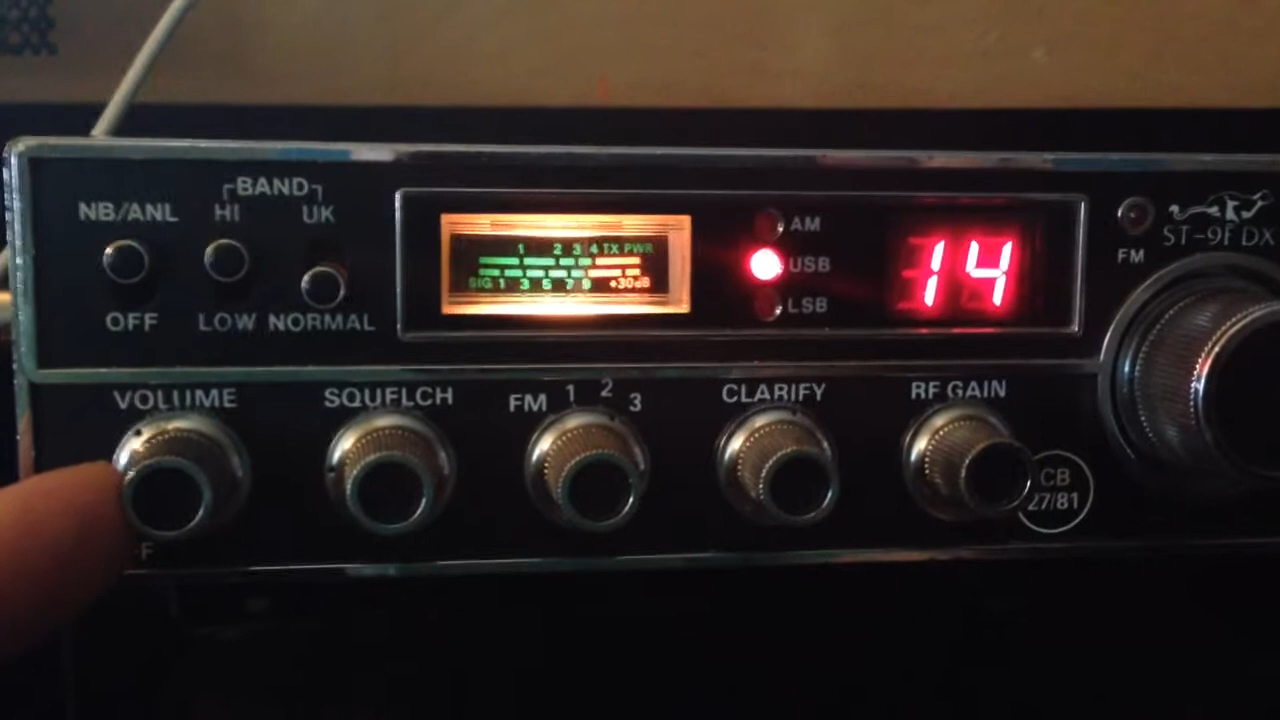 BAND
NB/ANL HI UK
OFF LOW NORMAL
1 2 3 4 TX PWR
SIG 1 3 5 7 9 +30dB
AM
USB
LSB
14
FM
ST-9F DX
VOLUME SQUELCH FM 1 2 3 CLARIFY RF GAIN
CB
27/81
F